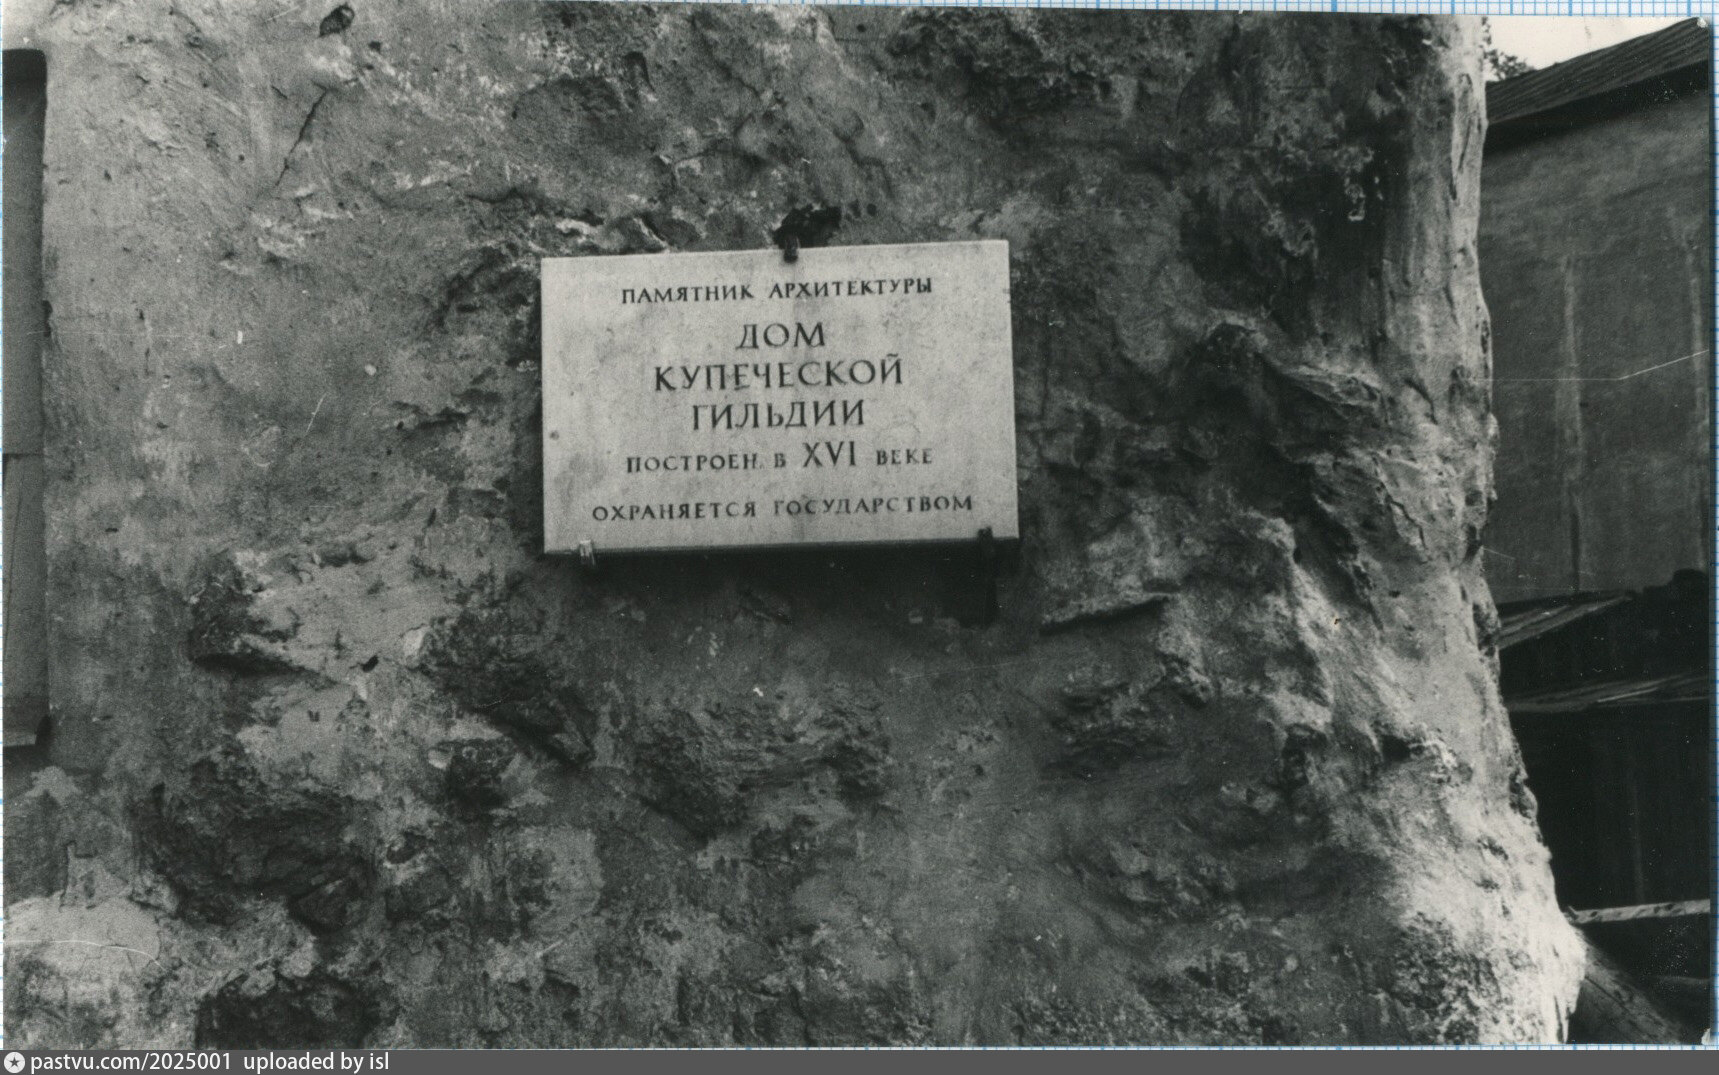 ПАМЯТНИК АРХИТЕКТУРЫ
ДОМ
КУПЕЧЕСКОЙ
ГИЛЬДИИ
ПОСТРОЕН В XVI ВЕКЕ
ОХРАНЯЕТСЯ ГОСУДАРСТВОМ
pastvu.com/2025001 uploaded by isl